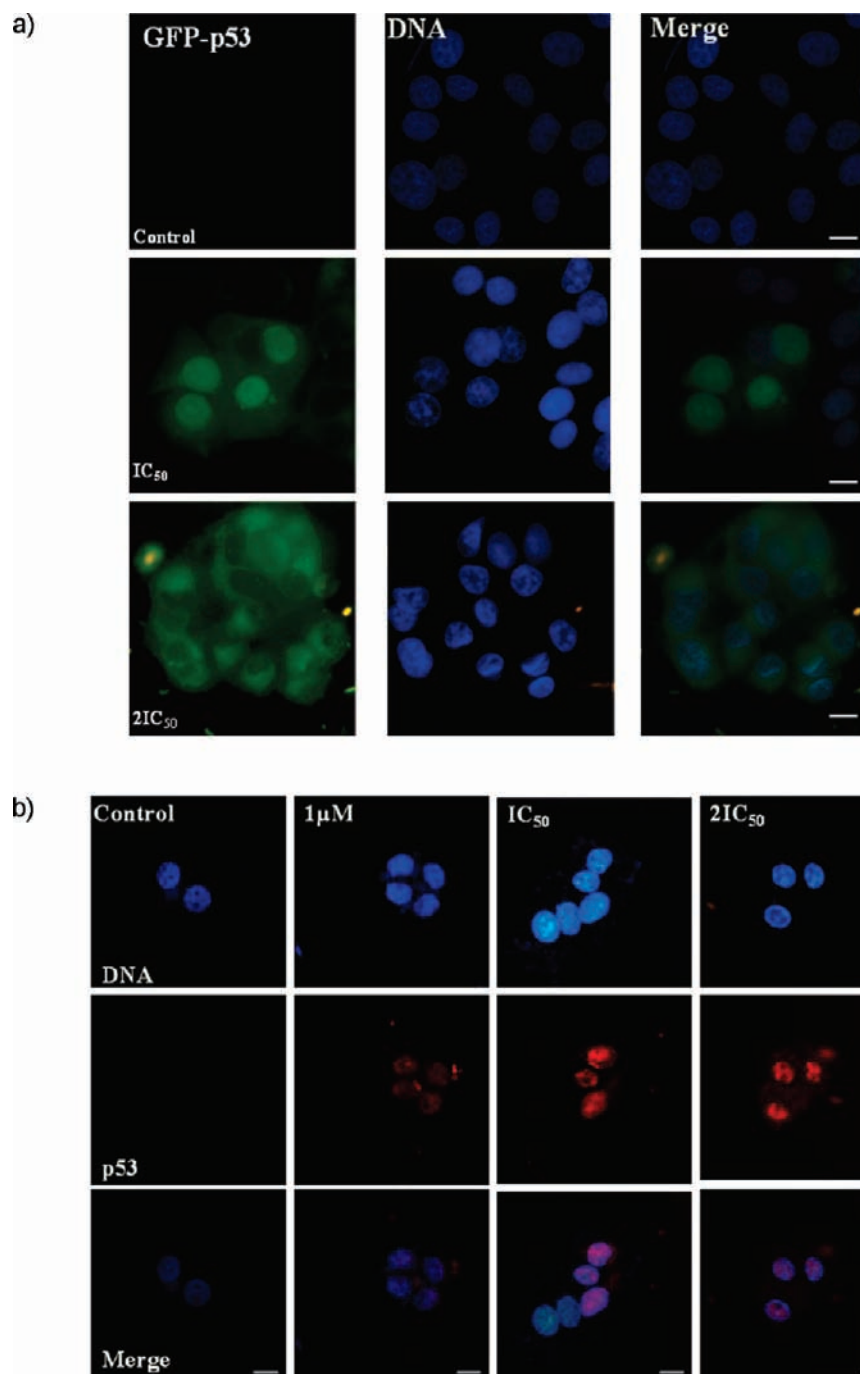 a)
GFP-p53 DNA Merge
Control
IC₅₀
2IC₅₀
b)
Control 1μM IC₅₀ 2IC₅₀
DNA
p53
Merge